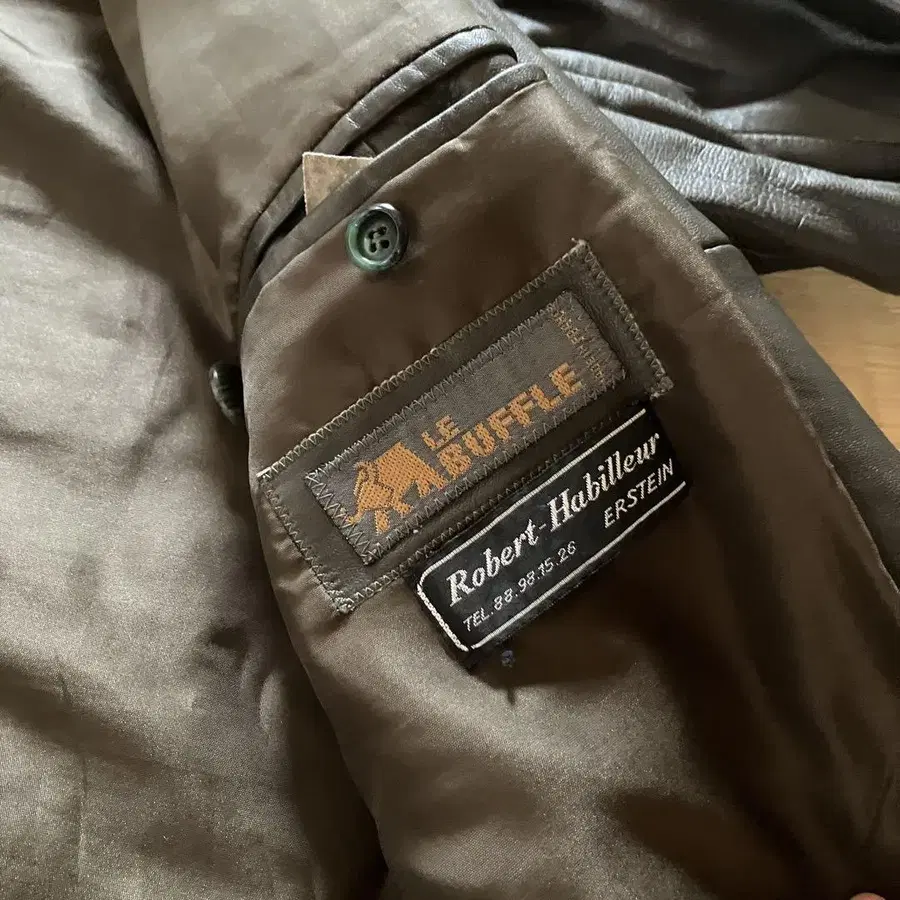 LE
BUFFLE
Robert-Habilleur
ERSTEIN
TEL.88.98.15.26